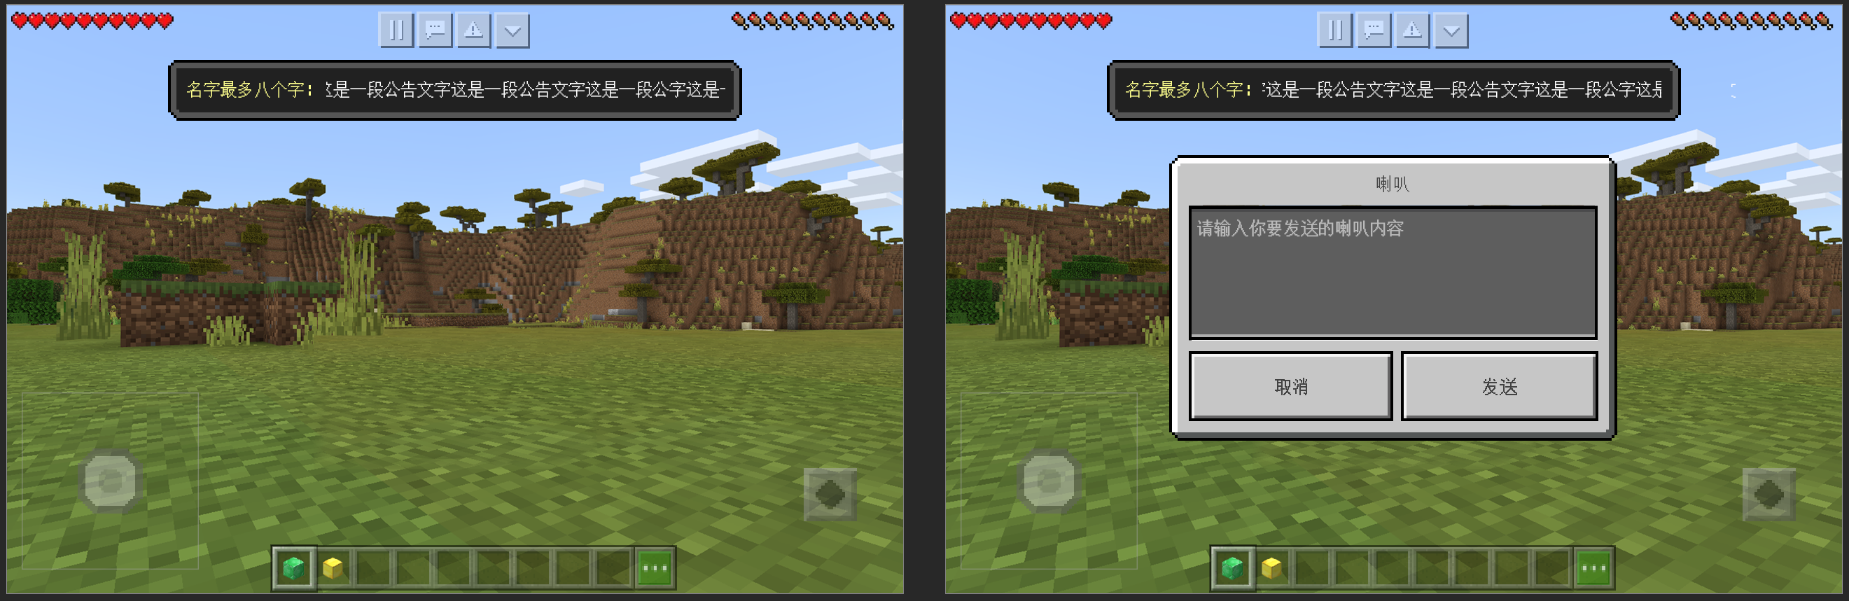 名字最多八个字：这是一段公告文字这是一段公告文字这是一段公字这是一
名字最多八个字：这是一段公告文字这是一段公告文字这是一段公字这是
喇叭
请输入你要发送的喇叭内容
取消
发送